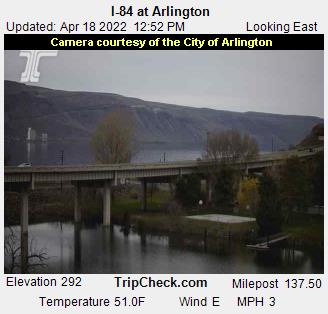 I-84 at Arlington
Updated: Apr 18 2022 12:52 PM Looking East
Camera courtesy of the City of Arlington
Elevation 292 TripCheck.com Milepost 137.50
Temperature 51.0F Wind E MPH 3